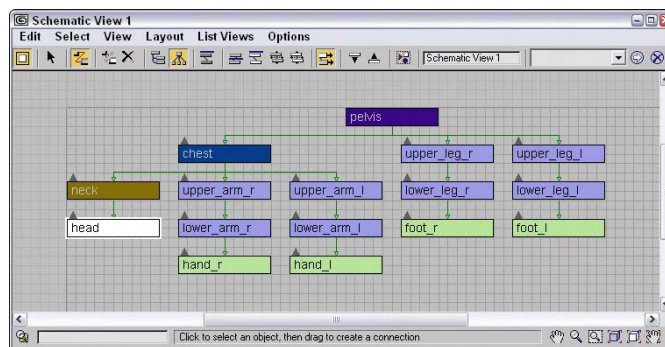 Schematic View 1
Edit Select View Layout List Views Options
Schematic View 1
pelvis
chest upper_leg_r upper_leg_l
neck upper_arm_r upper_arm_l lower_leg_r lower_leg_l
head lower_arm_r lower_arm_l foot_r foot_l
hand_r hand_l
Click to select an object, then drag to create a connection